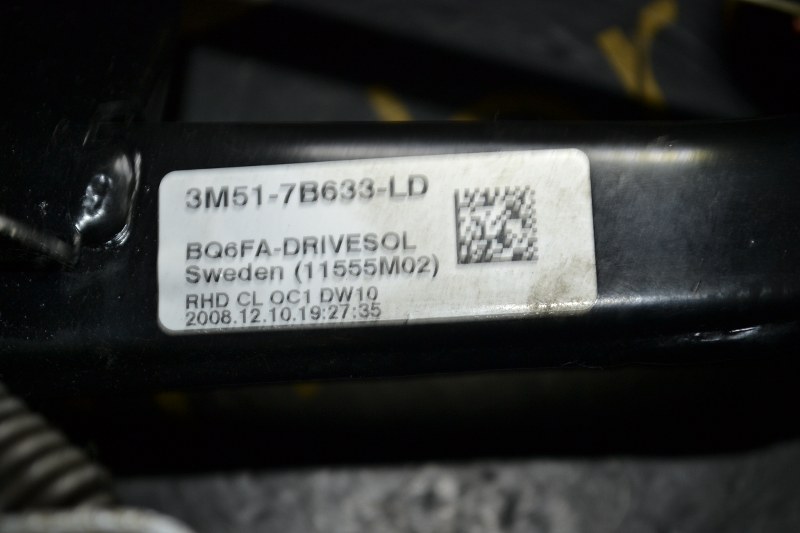 3M51-7B633-LD
BQ6FA-DRIVESOL
Sweden (11555M02)
RHD CL OC1 DW10
2008.12.10.19:27:35